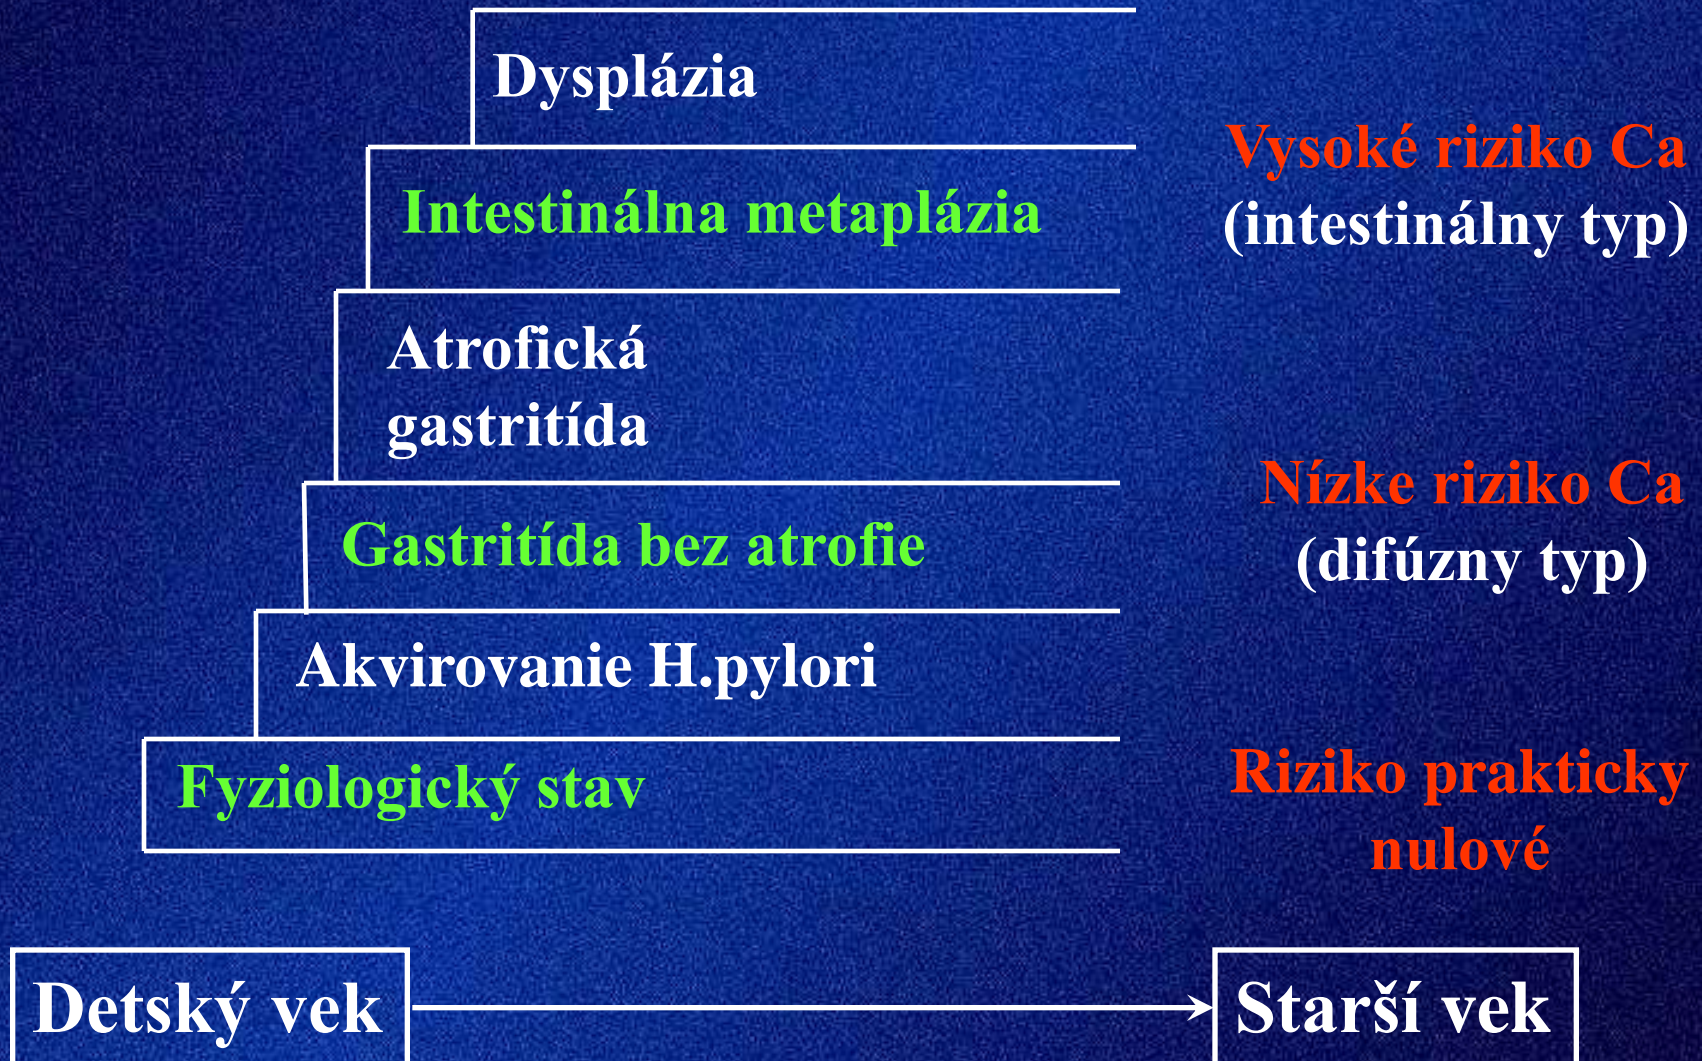 Dysplázia
Vysoké riziko Ca
Intestinálna metaplázia
(intestinálny typ)
Atrofická
gastritída
Nízke riziko Ca
Gastritída bez atrofie
(difúzny typ)
Akvirovanie H.pylori
Fyziologický stav
Riziko prakticky
nulové
Detský vek
Starší vek